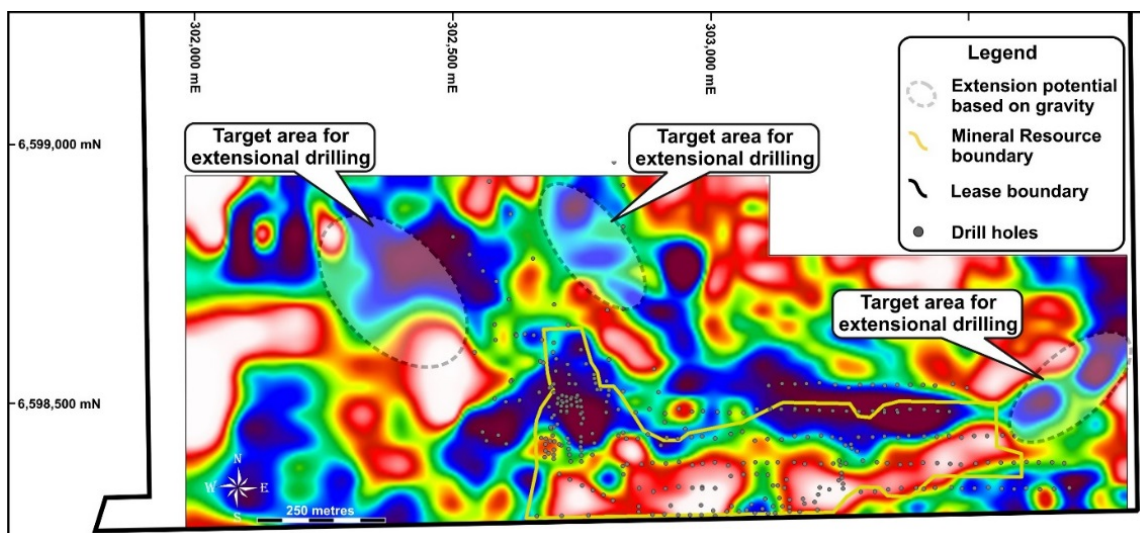 302,000 mE
302,500 mE
303,000 mE
Legend
Extension potential
based on gravity
Mineral Resource
boundary
Lease boundary
Drill holes
6,599,000 mN
Target area for
extensional drilling
Target area for
extensional drilling
Target area for
extensional drilling
6,598,500 mN
N
W E
S
250 metres